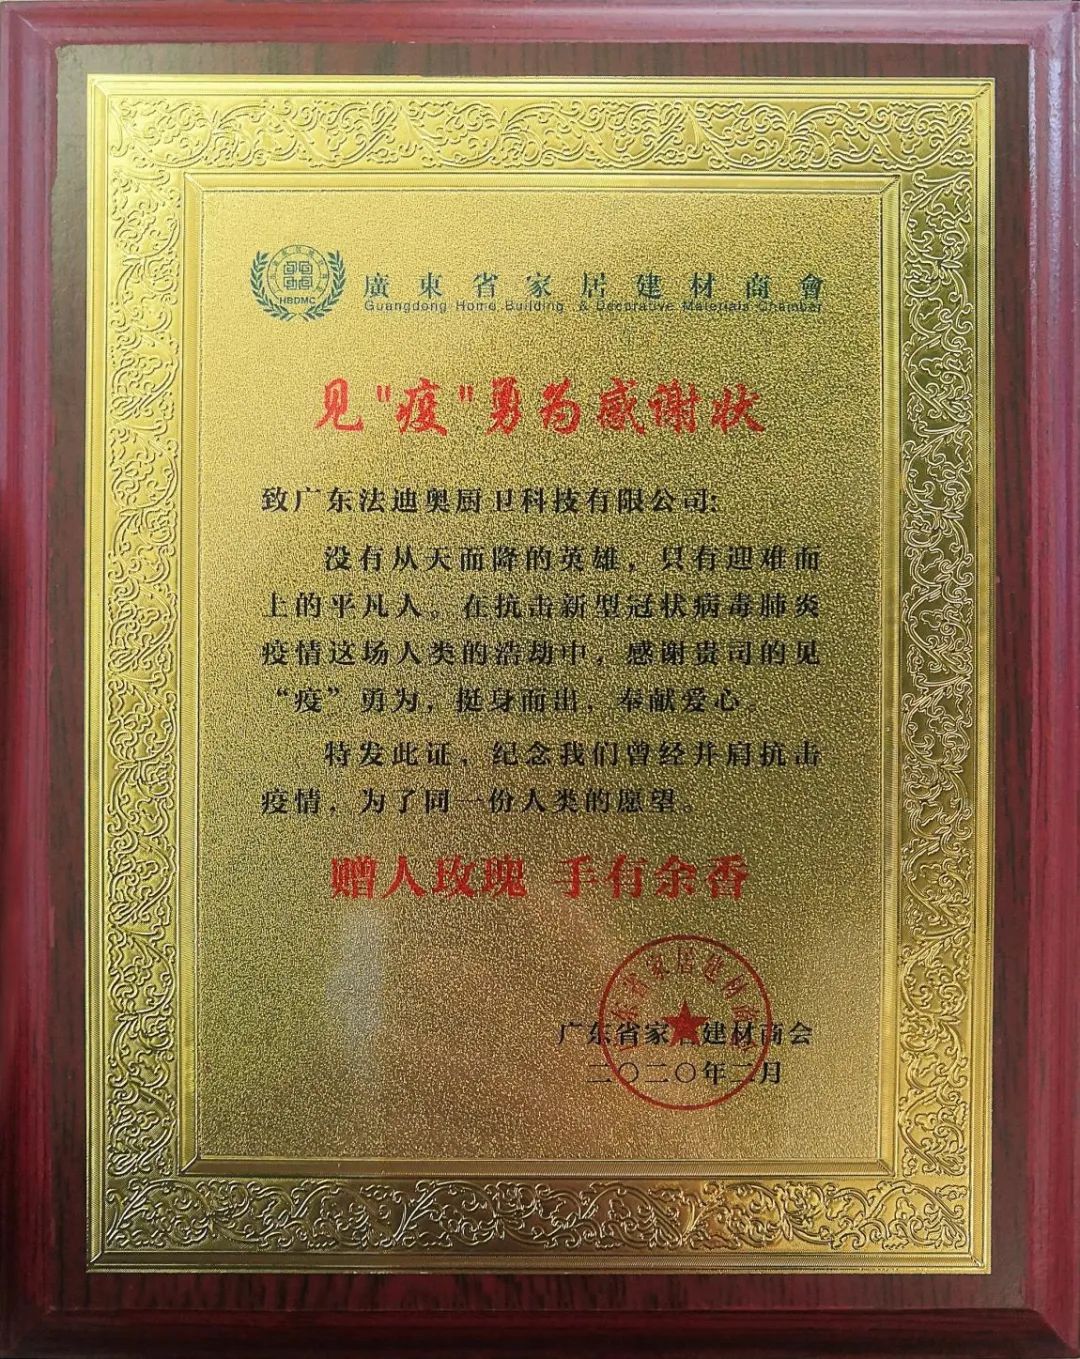 HBDMC
廣東省家居建材商會
Guangdong Home Building & Decorative Materials Chamber
见"疫"勇为感谢状
致广东法迪奥厨卫科技有限公司:
没有从天而降的英雄，只有迎难而
上的平凡人。在抗击新型冠状病毒肺炎
疫情这场人类的浩劫中，感谢贵司的见
“疫”勇为，挺身而出，奉献爱心。
特发此证，纪念我们曾经并肩抗击
疫情，为了同一份人类的愿望。
赠人玫瑰 手有余香
广东省家居建材商会
二〇二〇年二月